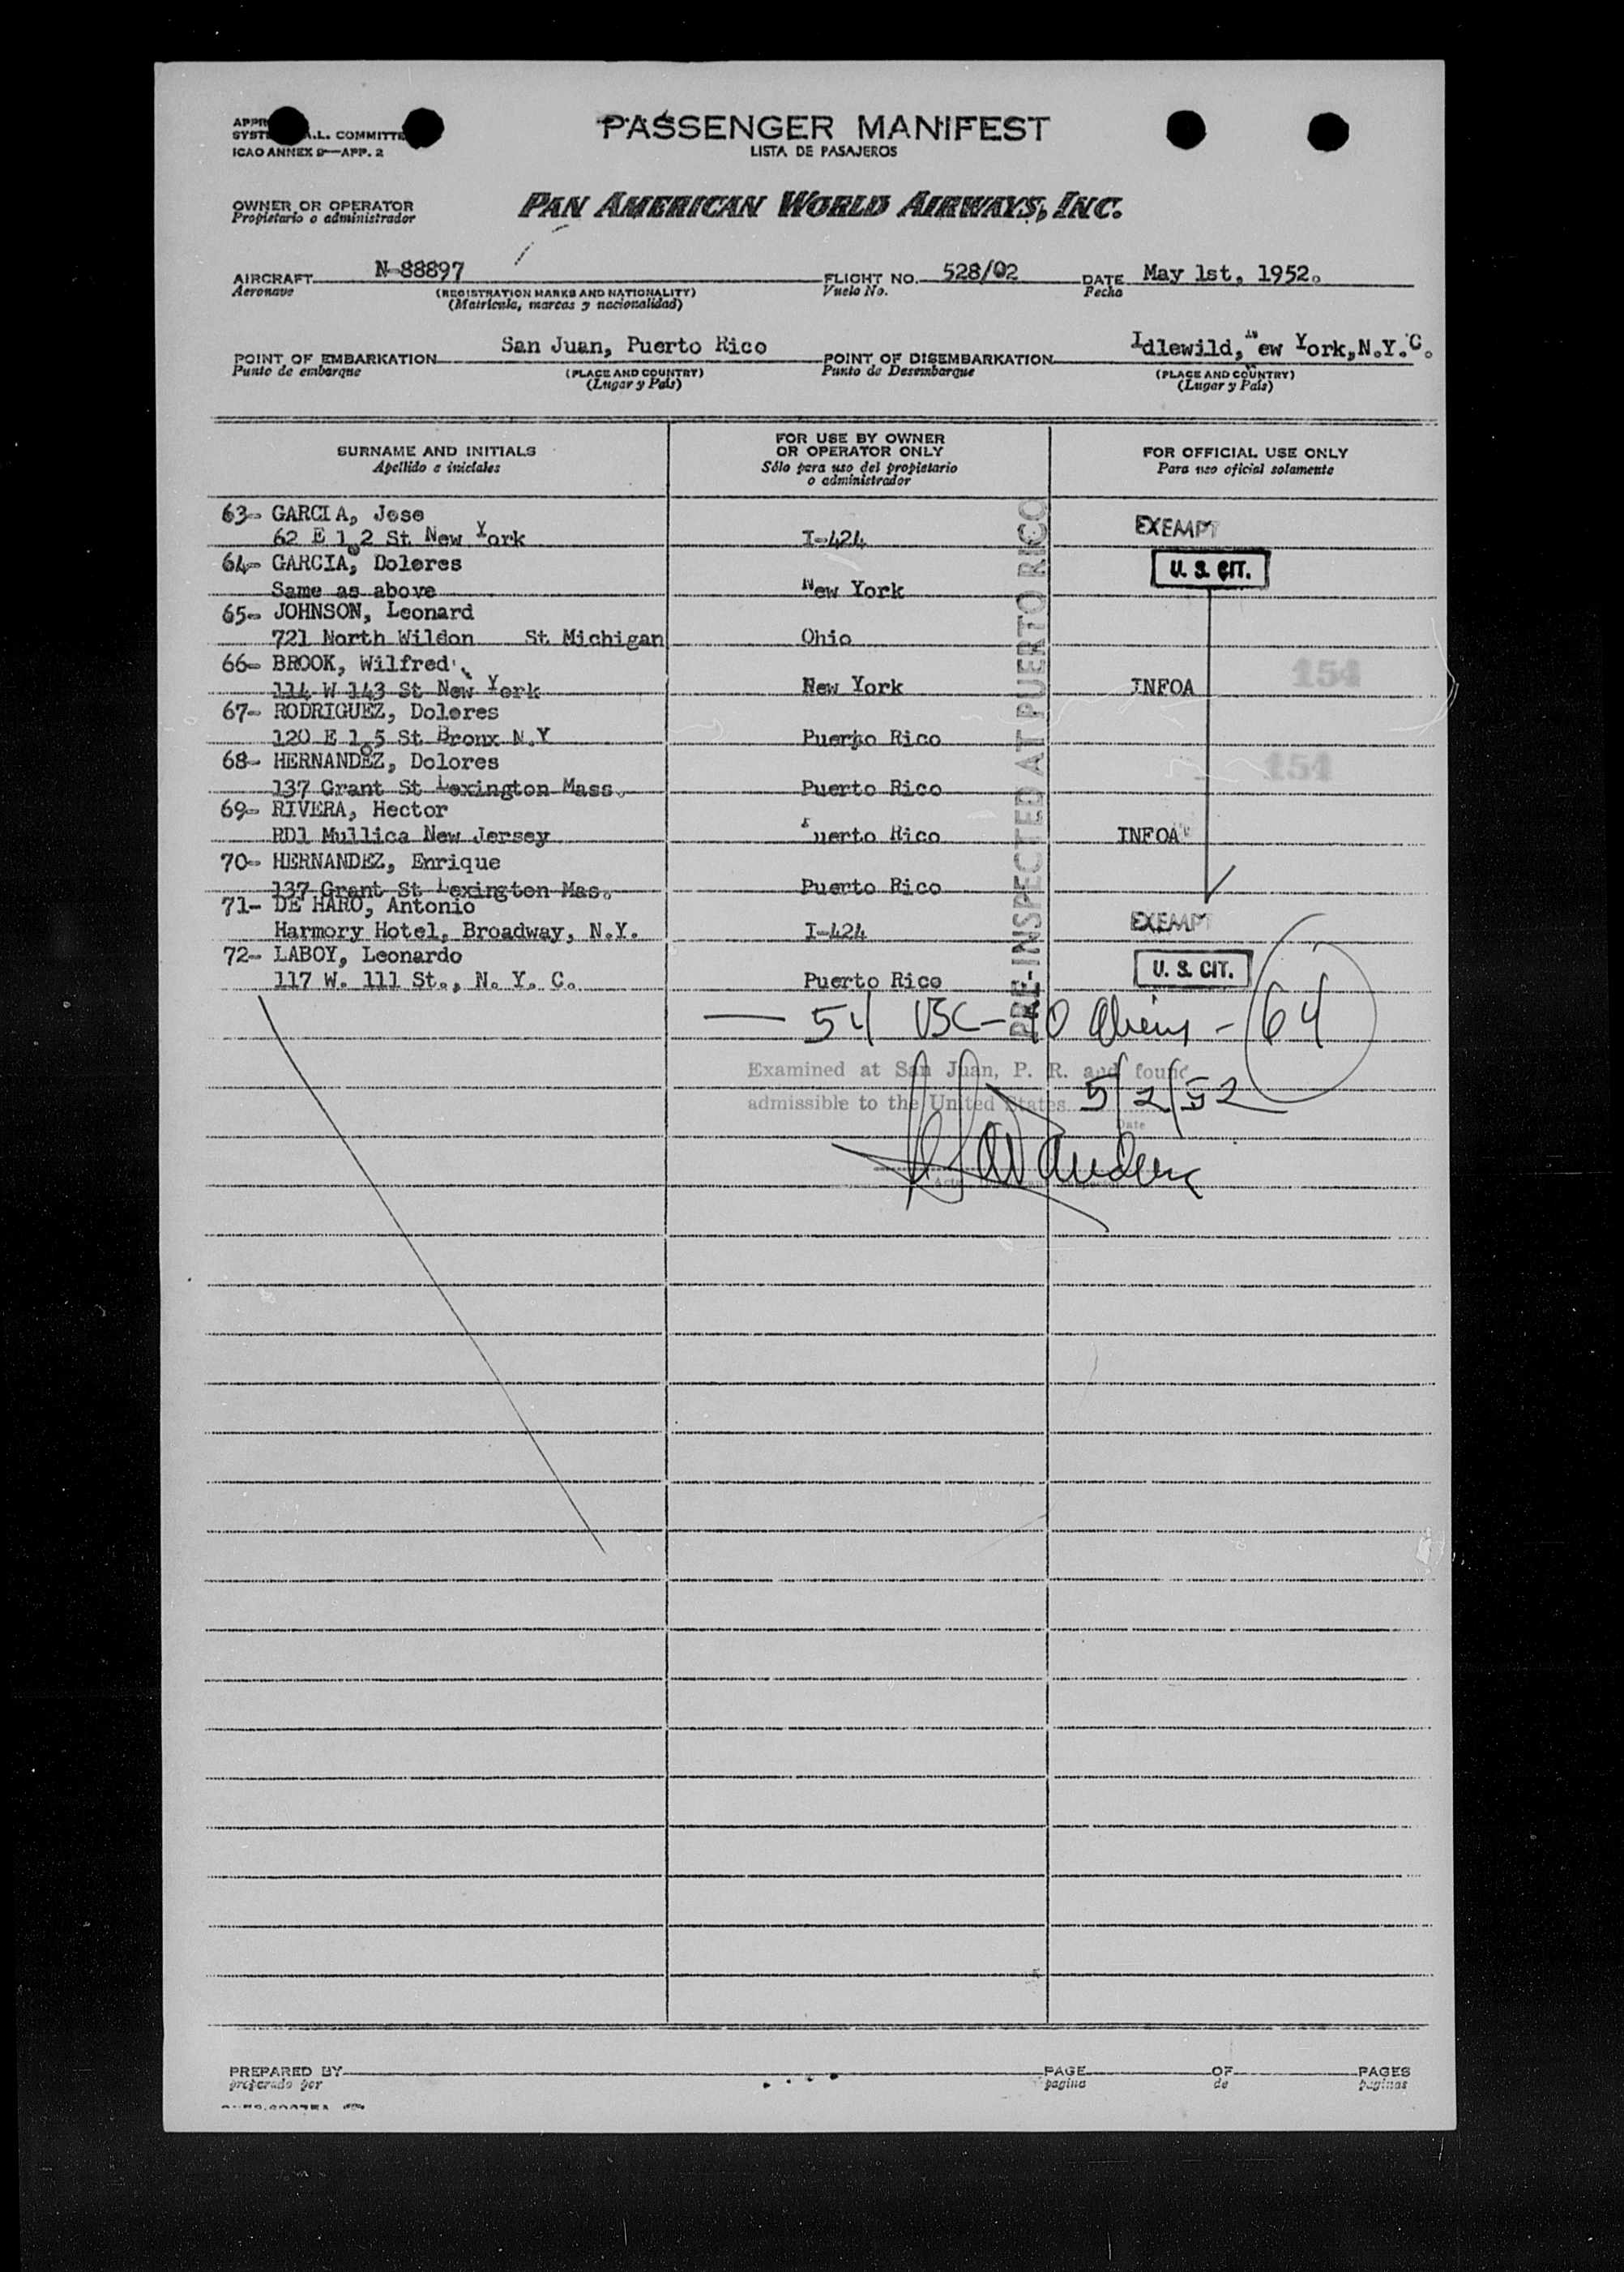 PASSENGER MANIFEST
LISTA DE PASAJEROS
A.L. COMMITTE
ICAO ANNEX 9—APP. 2
OWNER OR OPERATOR
Propietario o administrador
PAN AMERICAN WORLD AIRWAYS, INC.
AIRCRAFT N-88897 FLIGHT NO. 528/02 DATE May 1st, 1952.
Aeronave Vuelo No. Fecha
(REGISTRATION MARKS AND NATIONALITY)
(Matrícula, marcas y nacionalidad)
POINT OF EMBARKATION San Juan, Puerto Rico POINT OF DISEMBARKATION Idlewild, New York,N.Y.C.
Punto de embarque (PLACE AND COUNTRY) Punto de Desembarque (PLACE AND COUNTRY)
(Lugar y País) (Lugar y País)
SURNAME AND INITIALS
Apellido e iniciales
FOR USE BY OWNER
OR OPERATOR ONLY
Sólo para uso del propietario
o administrador
FOR OFFICIAL USE ONLY
Para uso oficial solamente
63- GARCIA, Jose EXEMPT
62 E 1 2 St New York I-424
64- GARCIA, Dolores U. S. CIT.
Same as above New York
65- JOHNSON, Leonard
721 North Wildon St Michigan Ohio
66- BROOK, Wilfred 154
114 W 143 St New York New York INFOA
67- RODRIGUEZ, Dolores
120 E 1 5 St Bronx N.Y Puerto Rico
68- HERNANDEZ, Dolores 154
137 Grant St Lexington Mass. Puerto Rico
69- RIVERA, Hector
RD1 Mullica New Jersey Puerto Rico INFOA
70- HERNANDEZ, Enrique
137 Grant St Lexington Mas. Puerto Rico
71- DE HARO, Antonio EXEMPT
Harmory Hotel, Broadway, N.Y. I-424
72- LABOY, Leonardo U. S. CIT.
117 W. 111 St., N. Y. C. Puerto Rico
PRE-INSPECTED AT PUERTO RICO
— 54 USC - 10 Aliens - 64
Examined at San Juan, P. R. and found
admissible to the United States 5/2/52
Date
PREPARED BY PAGE OF PAGES
preparado por pagina de paginas